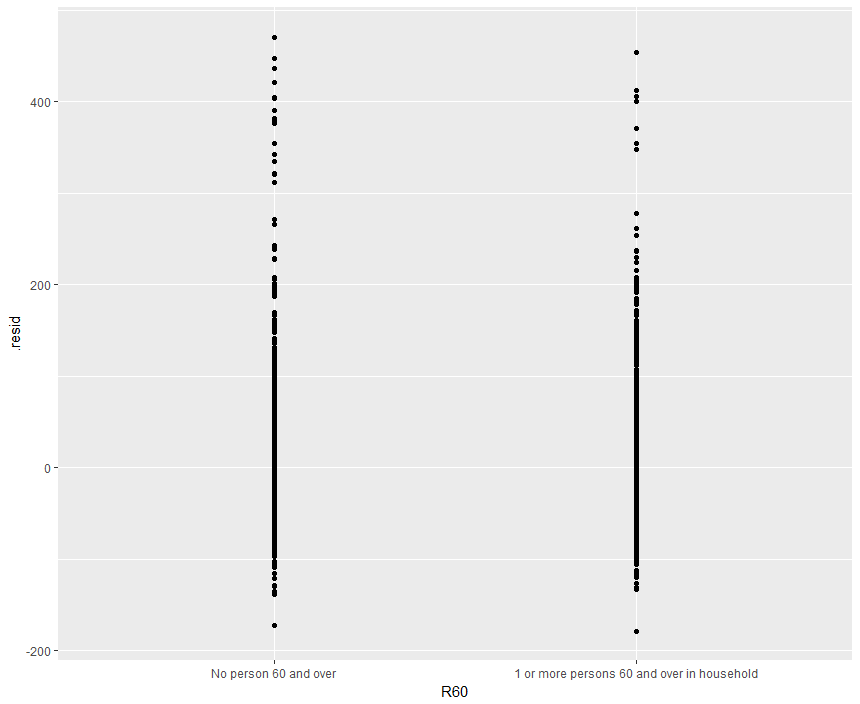 400
200
0
-200
.resid
No person 60 and over
1 or more persons 60 and over in household
R60